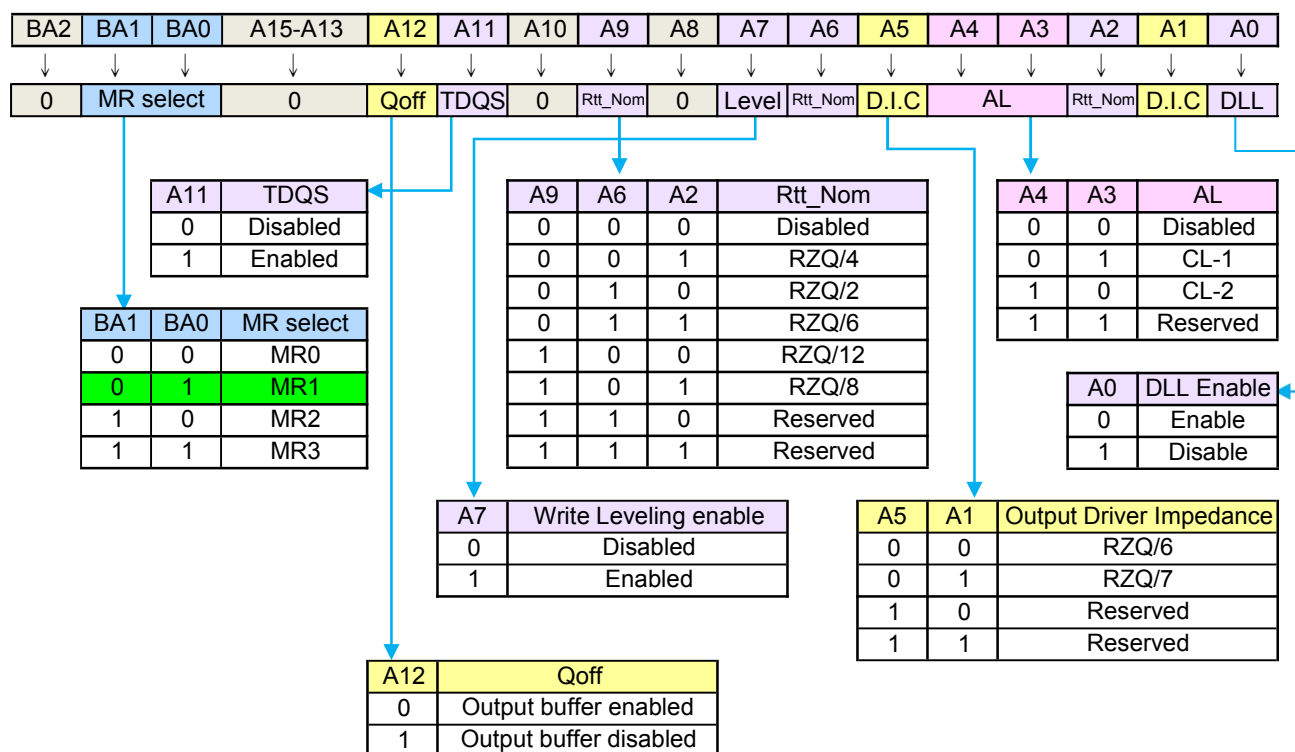 BA2 BA1 BA0 A15-A13 A12 A11 A10 A9 A8 A7 A6 A5 A4 A3 A2 A1 A0
0 MR select 0 Qoff TDQS 0 Rtt_Nom 0 Level Rtt_Nom D.I.C AL Rtt_Nom D.I.C DLL
A11 TDQS
0 Disabled
1 Enabled
A9 A6 A2 Rtt_Nom
0 0 0 Disabled
0 0 1 RZQ/4
0 1 0 RZQ/2
0 1 1 RZQ/6
1 0 0 RZQ/12
1 0 1 RZQ/8
1 1 0 Reserved
1 1 1 Reserved
A4 A3 AL
0 0 Disabled
0 1 CL-1
1 0 CL-2
1 1 Reserved
BA1 BA0 MR select
0 0 MR0
0 1 MR1
1 0 MR2
1 1 MR3
A0 DLL Enable
0 Enable
1 Disable
A7 Write Leveling enable
0 Disabled
1 Enabled
A5 A1 Output Driver Impedance
0 0 RZQ/6
0 1 RZQ/7
1 0 Reserved
1 1 Reserved
A12 Qoff
0 Output buffer enabled
1 Output buffer disabled